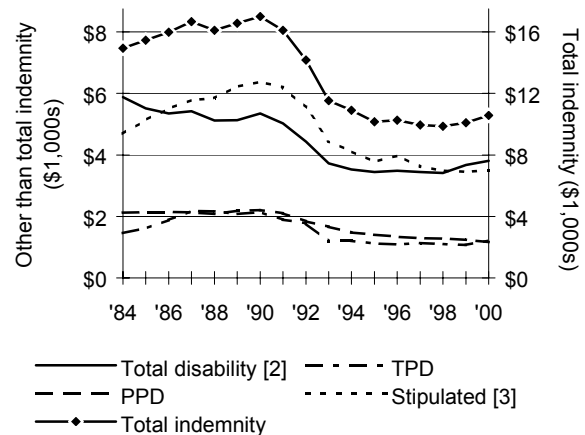 Other than total indemnity
($1,000s)
$8
$6
$4
$2
$0
$16
$12
$8
$4
$0
Total indemnity ($1,000s)
'84 '86 '88 '90 '92 '94 '96 '98 '00
Total disability [2] TPD
PPD Stipulated [3]
Total indemnity